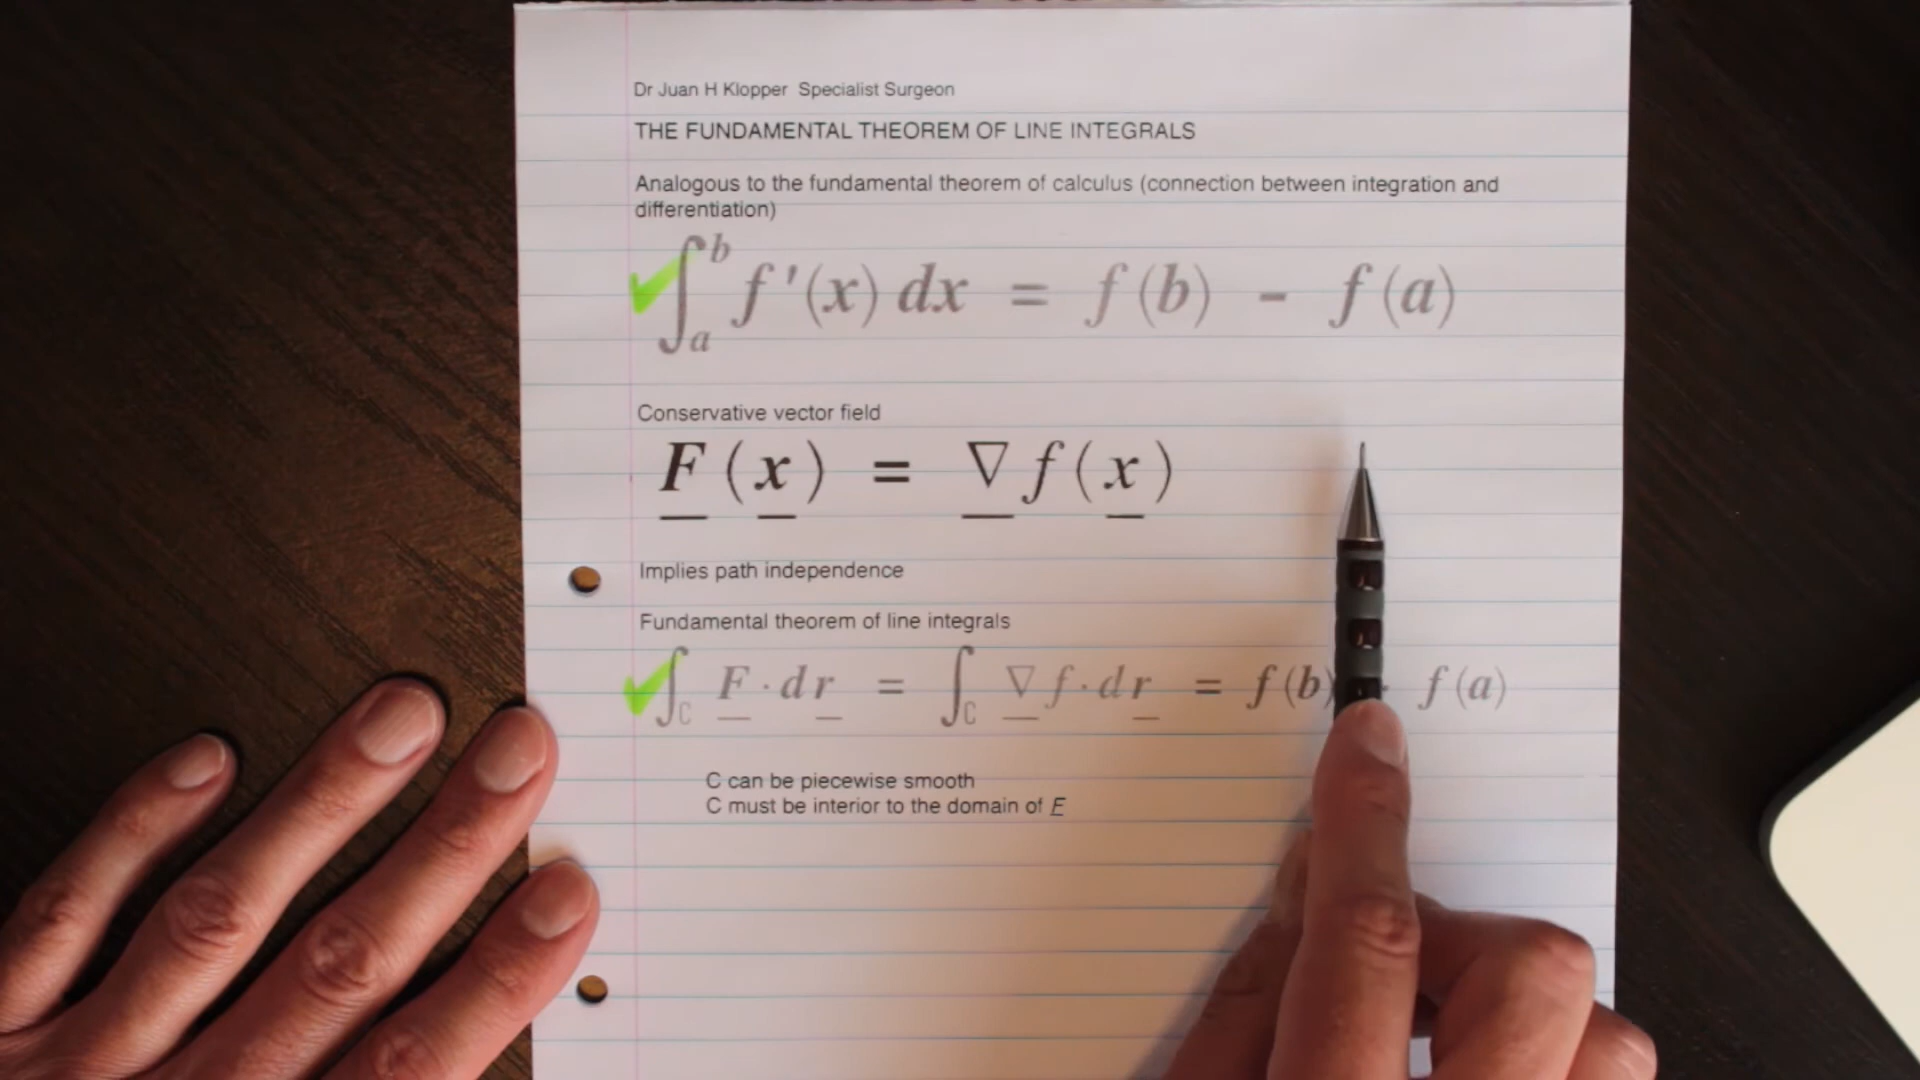 Dr Juan H Klopper Specialist Surgeon
THE FUNDAMENTAL THEOREM OF LINE INTEGRALS
Analogous to the fundamental theorem of calculus (connection between integration and
differentiation)
∫_a^b f '(x) dx = f (b) - f (a)
Conservative vector field
F (x) = ∇ f (x)
Implies path independence
Fundamental theorem of line integrals
∫_C F · dr = ∫_C ∇ f · dr = f (b) - f (a)
C can be piecewise smooth
C must be interior to the domain of F